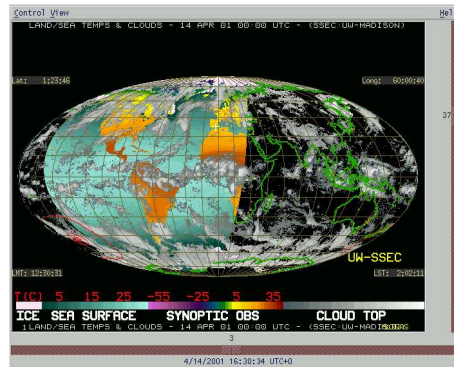 Control View Hel
LAND/SEA TEMPS & CLOUDS - 14 APR 01 00:00 UTC - (SSEC:UW-MADISON)
Lat: 1:23:46 Long: 60:00:40
37
UW-SSEC
LMT: 12:30:31 LST: 2:02:11
T(C) 5 15 25 -55 -25 5 35
ICE SEA SURFACE SYNOPTIC OBS CLOUD TOP
1 LAND/SEA TEMPS & CLOUDS - 14 APR 01 00:00 UTC - (SSEC:UW-MADISON)
3
4/14/2001 16:30:34 UTC+0